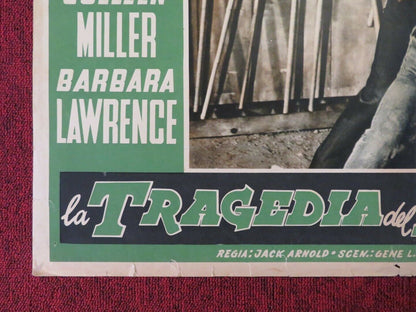 MILLER
BARBARA
LAWRENCE
la TRAGEDIA del
REGIA: JACK ARNOLD • SCEN.: GENE L.